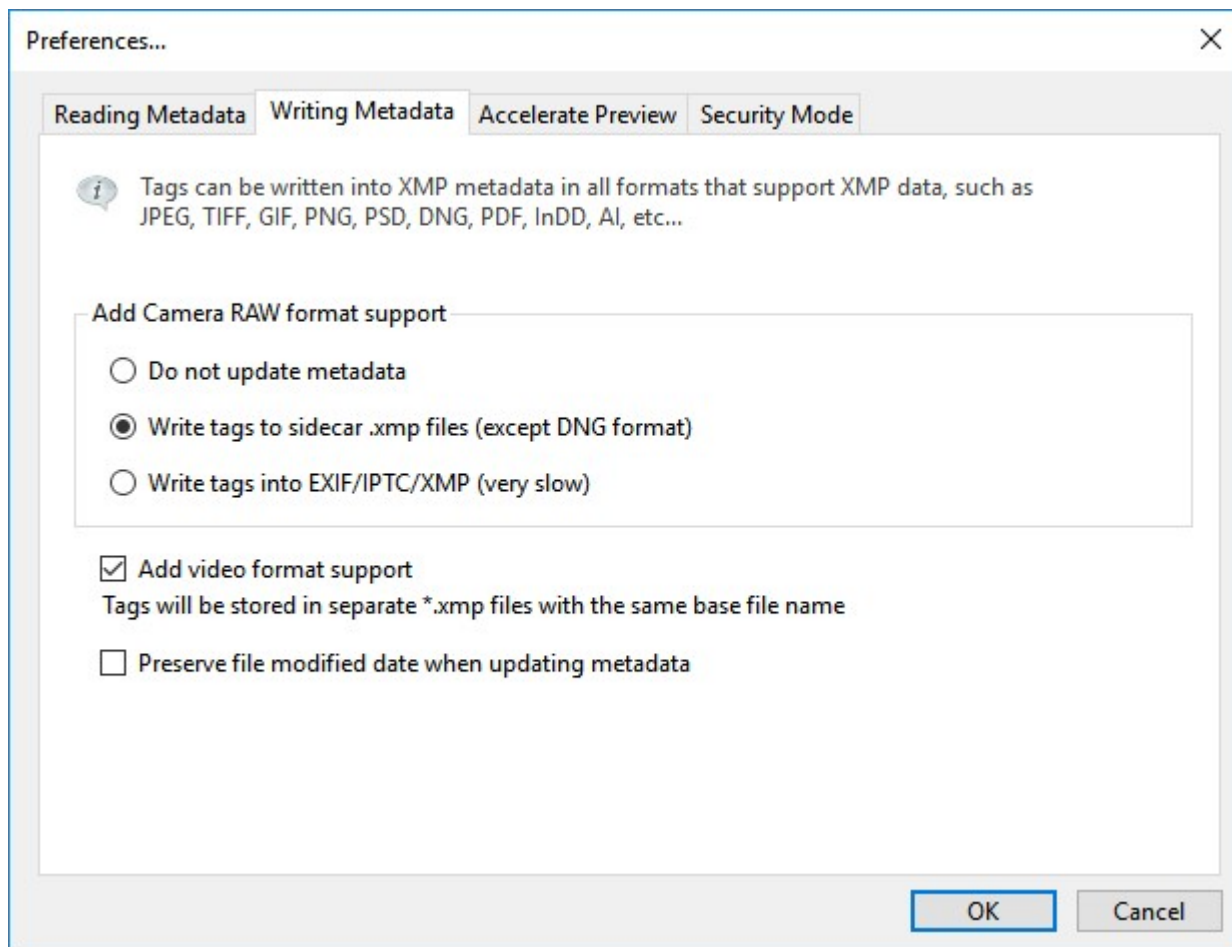 Preferences...
Reading Metadata Writing Metadata Accelerate Preview Security Mode
Tags can be written into XMP metadata in all formats that support XMP data, such as
JPEG, TIFF, GIF, PNG, PSD, DNG, PDF, InDD, AI, etc...
Add Camera RAW format support
Do not update metadata
Write tags to sidecar .xmp files (except DNG format)
Write tags into EXIF/IPTC/XMP (very slow)
Add video format support
Tags will be stored in separate *.xmp files with the same base file name
Preserve file modified date when updating metadata
OK Cancel